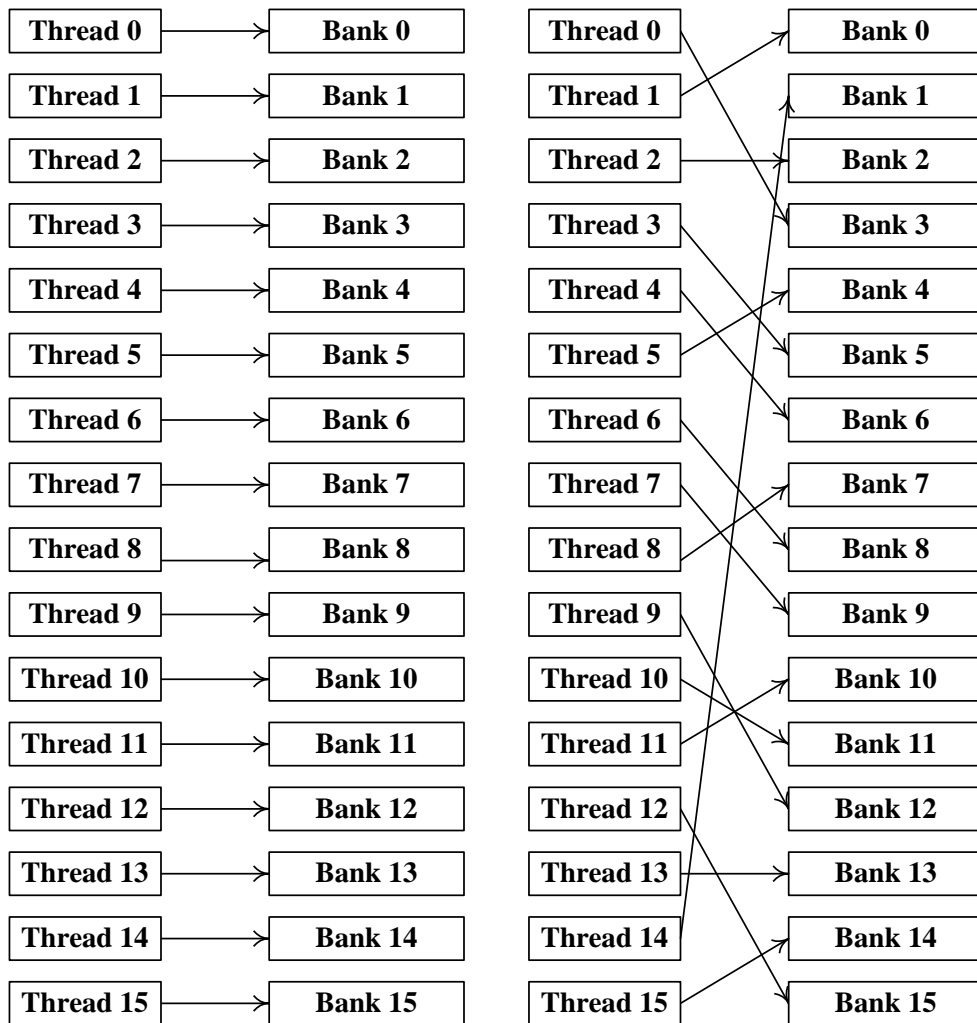 Thread 0 Bank 0 Thread 0 Bank 0
Thread 1 Bank 1 Thread 1 Bank 1
Thread 2 Bank 2 Thread 2 Bank 2
Thread 3 Bank 3 Thread 3 Bank 3
Thread 4 Bank 4 Thread 4 Bank 4
Thread 5 Bank 5 Thread 5 Bank 5
Thread 6 Bank 6 Thread 6 Bank 6
Thread 7 Bank 7 Thread 7 Bank 7
Thread 8 Bank 8 Thread 8 Bank 8
Thread 9 Bank 9 Thread 9 Bank 9
Thread 10 Bank 10 Thread 10 Bank 10
Thread 11 Bank 11 Thread 11 Bank 11
Thread 12 Bank 12 Thread 12 Bank 12
Thread 13 Bank 13 Thread 13 Bank 13
Thread 14 Bank 14 Thread 14 Bank 14
Thread 15 Bank 15 Thread 15 Bank 15